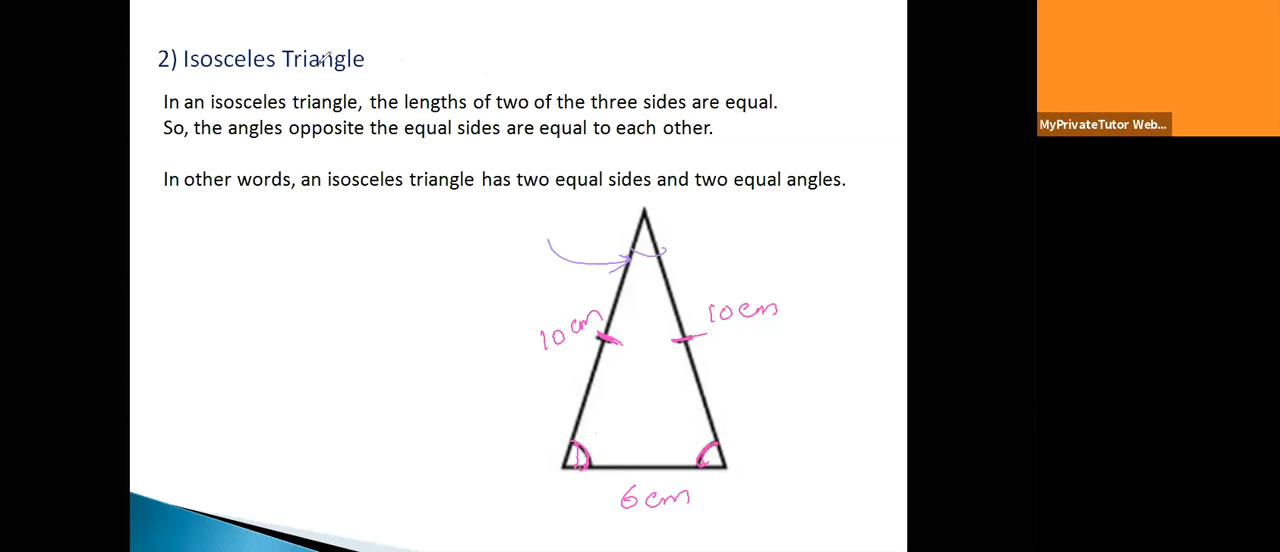 2) Isosceles Triangle
In an isosceles triangle, the lengths of two of the three sides are equal.
So, the angles opposite the equal sides are equal to each other.
In other words, an isosceles triangle has two equal sides and two equal angles.
10cm
10cm
6cm
MyPrivateTutor Web...